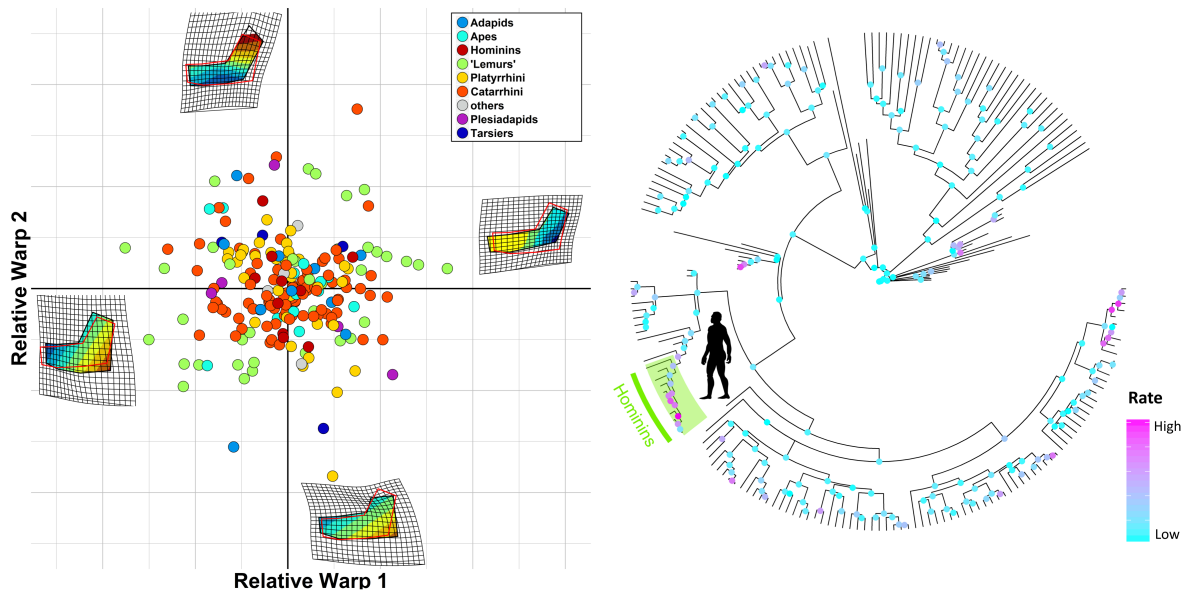 Adapids
Apes
Hominins
'Lemurs'
Platyrrhini
Catarrhini
others
Plesiadapids
Tarsiers
Relative Warp 2
Relative Warp 1
Hominins
Rate
High
Low